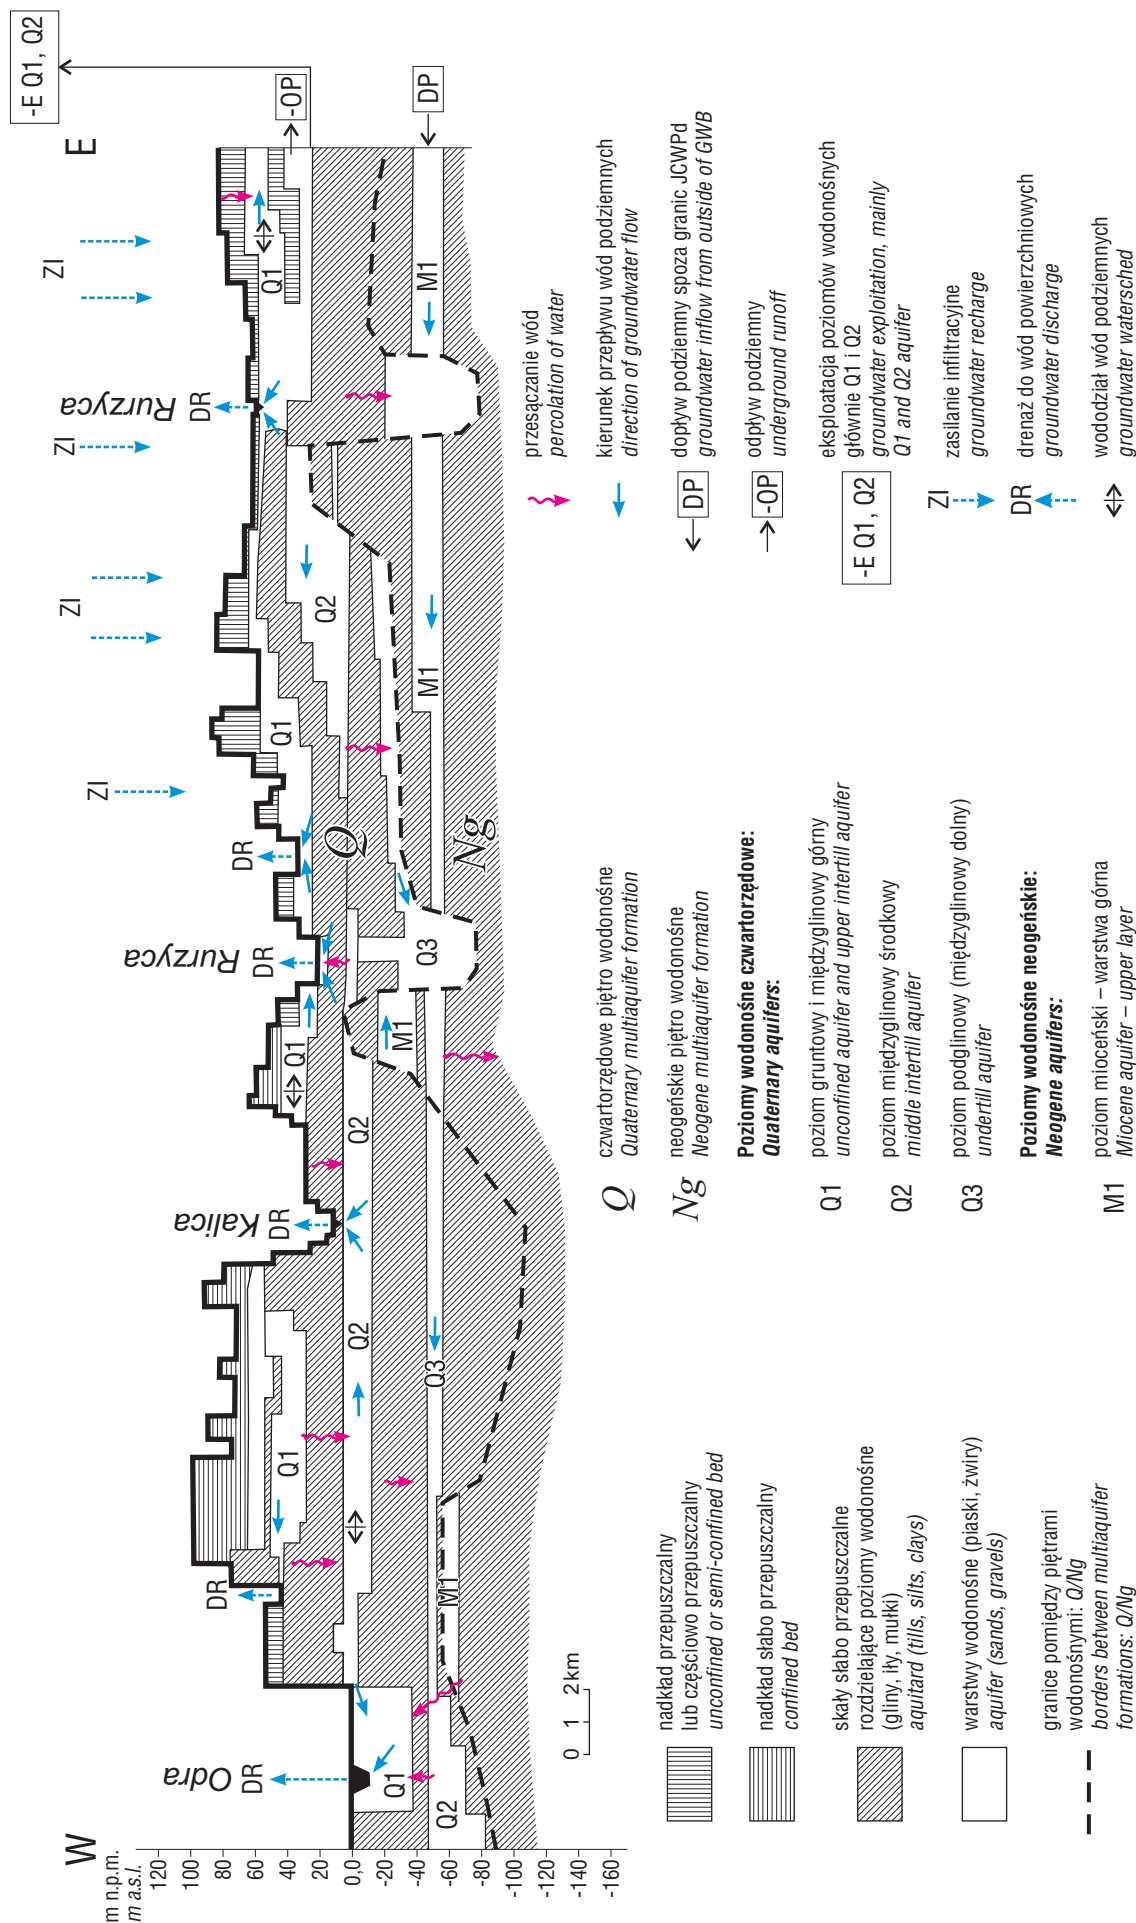 -E Q1, Q2
W
E
m n.p.m.
m a.s.l.
120
100
80
60
40
20
0,0
-20
-40
-60
-80
-100
-120
-140
-160
Odra
DR
DR
Kalica
DR
Rurzyca
DR
DR
ZI
ZI
ZI
Rurzyca
DR
ZI
-OP
DP
Q1
Q2
Q1
M1
Q2
Q3
Q2
Q1
M1
Q3
Q
Ng
Q1
Q2
M1
Q1
M1
0 1 2km
nadkład przepuszczalny
lub częściowo przepuszczalny
unconfined or semi-confined bed
nadkład słabo przepuszczalny
confined bed
skały słabo przepuszczalne
rozdzielające poziomy wodonośne
(gliny, iły, mułki)
aquitard (tills, silts, clays)
warstwy wodonośne (piaski, żwiry)
aquifer (sands, gravels)
granice pomiędzy piętrami
wodonośnymi: Q/Ng
borders between multiaquifer
formations: Q/Ng
Q
czwartorzędowe piętro wodonośne
Quaternary multiaquifer formation
Ng
neogeńskie piętro wodonośne
Neogene multiaquifer formation
Poziomy wodonośne czwartorzędowe:
Quaternary aquifers:
Q1
poziom gruntowy i międzyglinowy górny
unconfined aquifer and upper intertill aquifer
Q2
poziom międzyglinowy środkowy
middle intertill aquifer
Q3
poziom podglinowy (międzyglinowy dolny)
undertill aquifer
Poziomy wodonośne neogeńskie:
Neogene aqifers:
M1
poziom mioceński – warstwa górna
Miocene aquifer – upper layer
przesączanie wód
percolation of water
kierunek przepływu wód podziemnych
direction of groundwater flow
DP
dopływ podziemny spoza granic JCWPd
groundwater inflow from outside of GWB
-OP
odpływ podziemny
underground runoff
-E Q1, Q2
eksploatacja poziomów wodonośnych
głównie Q1 i Q2
groundwater exploitation, mainly
Q1 and Q2 aquifer
ZI
zasilanie infiltracyjne
groundwater recharge
DR
drenaż do wód powierzchniowych
groundwater discharge
wododział wód podziemnych
groundwater watersched